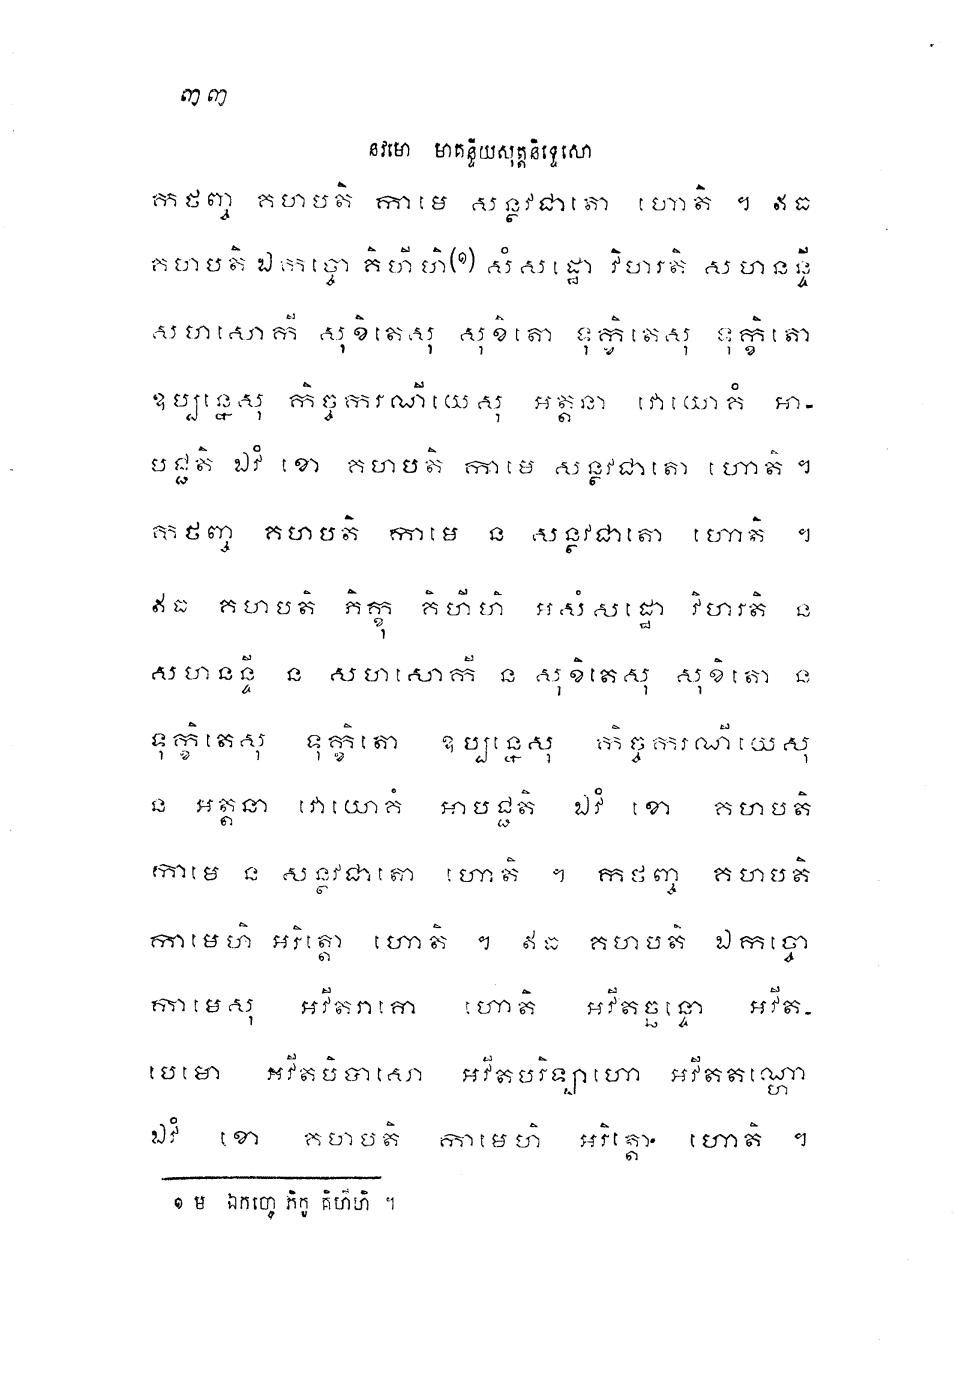 ៣៣
នវមោ មាគន្ទិយសុត្តនិទ្ទេសោ
កថញ្ច គហបតិ កាមេ សន្ថវជាតោ ហោតិ ។ ឥធ
គហបតិ ឯកច្ចោ គិហីហិ(១) សំសដ្ឋោ វិហរតិ សហនន្ទី
សហសោកី សុខិតេសុ សុខិតោ ទុក្ខិតេសុ ទុក្ខិតោ
ឧប្បន្នេសុ កិច្ចករណីយេសុ អត្តនា វោយោគំ អា-
បជ្ជតិ ឯវំ ខោ គហបតិ កាមេ សន្ថវជាតោ ហោតិ ។
កថញ្ច គហបតិ កាមេ ន សន្ថវជាតោ ហោតិ ។
ឥធ គហបតិ ភិក្ខុ គិហីហិ អសំសដ្ឋោ វិហរតិ ន
សហនន្ទី ន សហសោកី ន សុខិតេសុ សុខិតោ ន
ទុក្ខិតេសុ ទុក្ខិតោ ឧប្បន្នេសុ កិច្ចករណីយេសុ
ន អត្តនា វោយោគំ អាបជ្ជតិ ឯវំ ខោ គហបតិ
កាមេ ន សន្ថវជាតោ ហោតិ ។ កថញ្ច គហបតិ
កាមេហិ អរិត្តោ ហោតិ ។ ឥធ គហបតិ ឯកច្ចោ
កាមេសុ អវីតរាគោ ហោតិ អវីតច្ឆន្ទោ អវីត-
បេមោ អវីតបិបាសោ អវីតបរិឡាហោ អវីតតណ្ហោ
ឯវំ ខោ គហបតិ កាមេហិ អរិត្តោ ហោតិ ។
១ ម ឯកច្ចោ ភិក្ខុ គិហីហិ ។